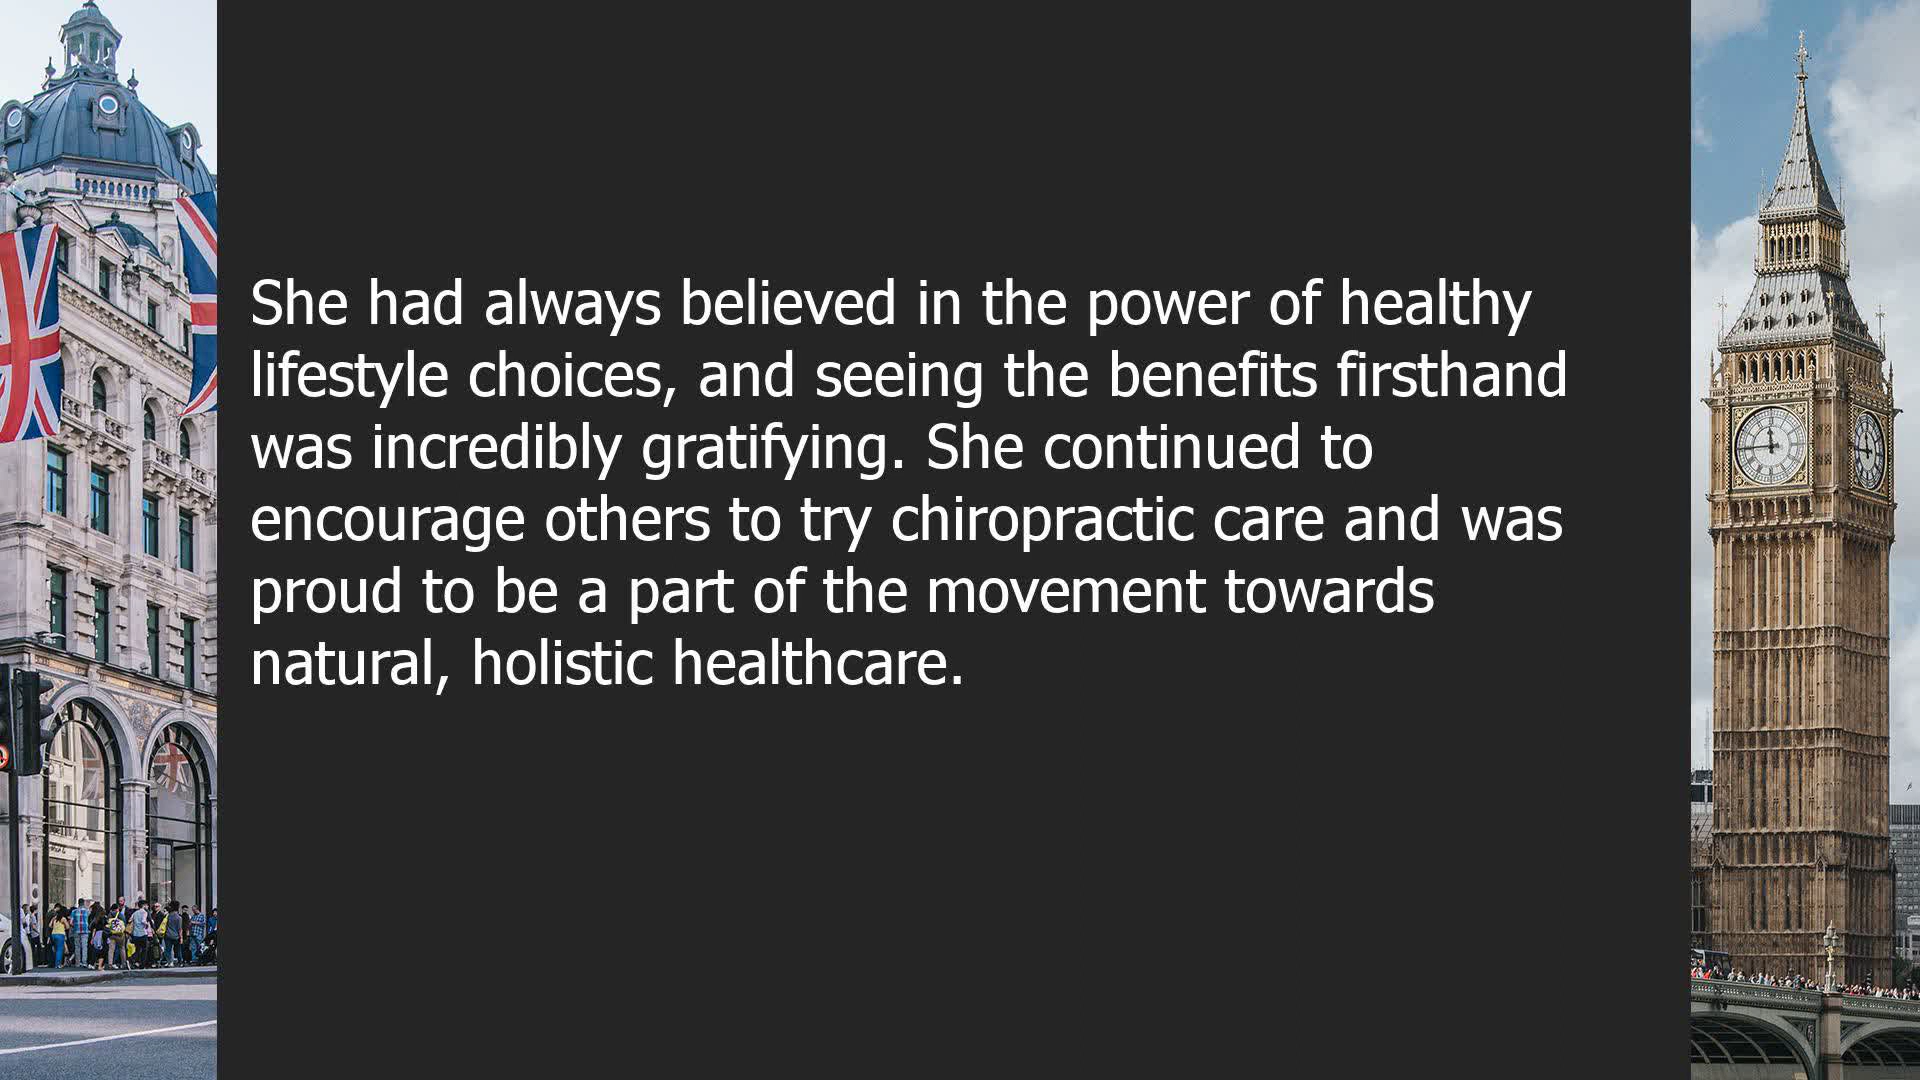 She had always believed in the power of healthy
lifestyle choices, and seeing the benefits firsthand
was incredibly gratifying. She continued to
encourage others to try chiropractic care and was
proud to be a part of the movement towards
natural, holistic healthcare.